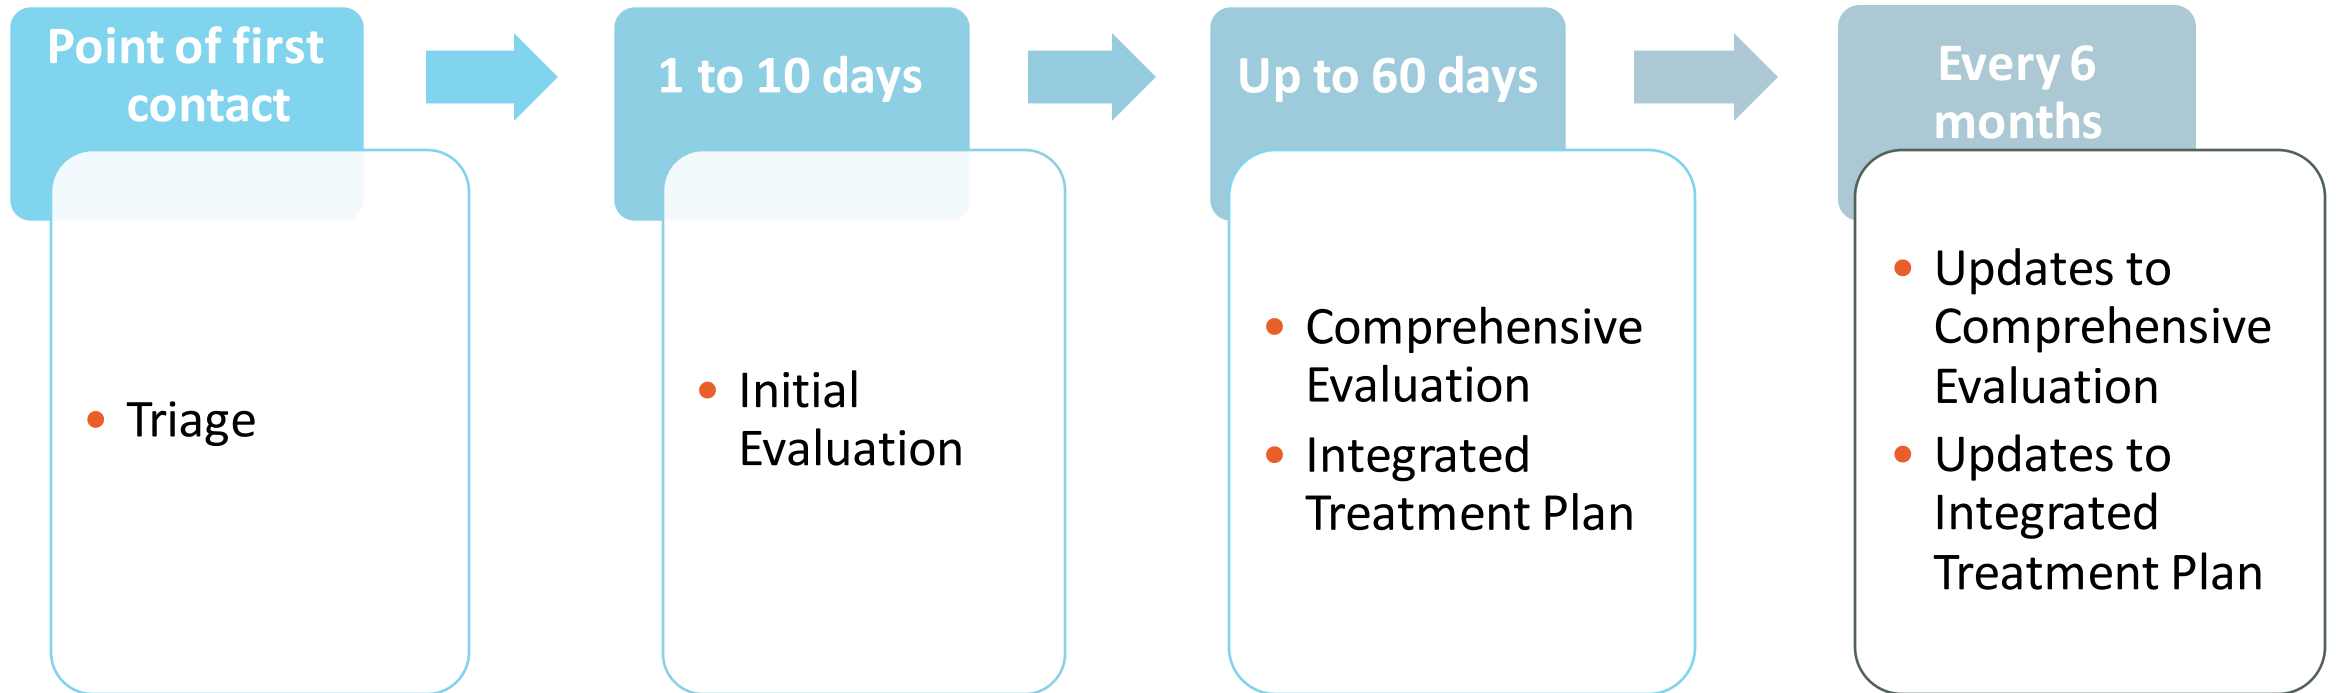 Point of first
contact
• Triage
1 to 10 days
• Initial
Evaluation
Up to 60 days
• Comprehensive
Evaluation
• Integrated
Treatment Plan
Every 6
months
• Updates to
Comprehensive
Evaluation
• Updates to
Integrated
Treatment Plan